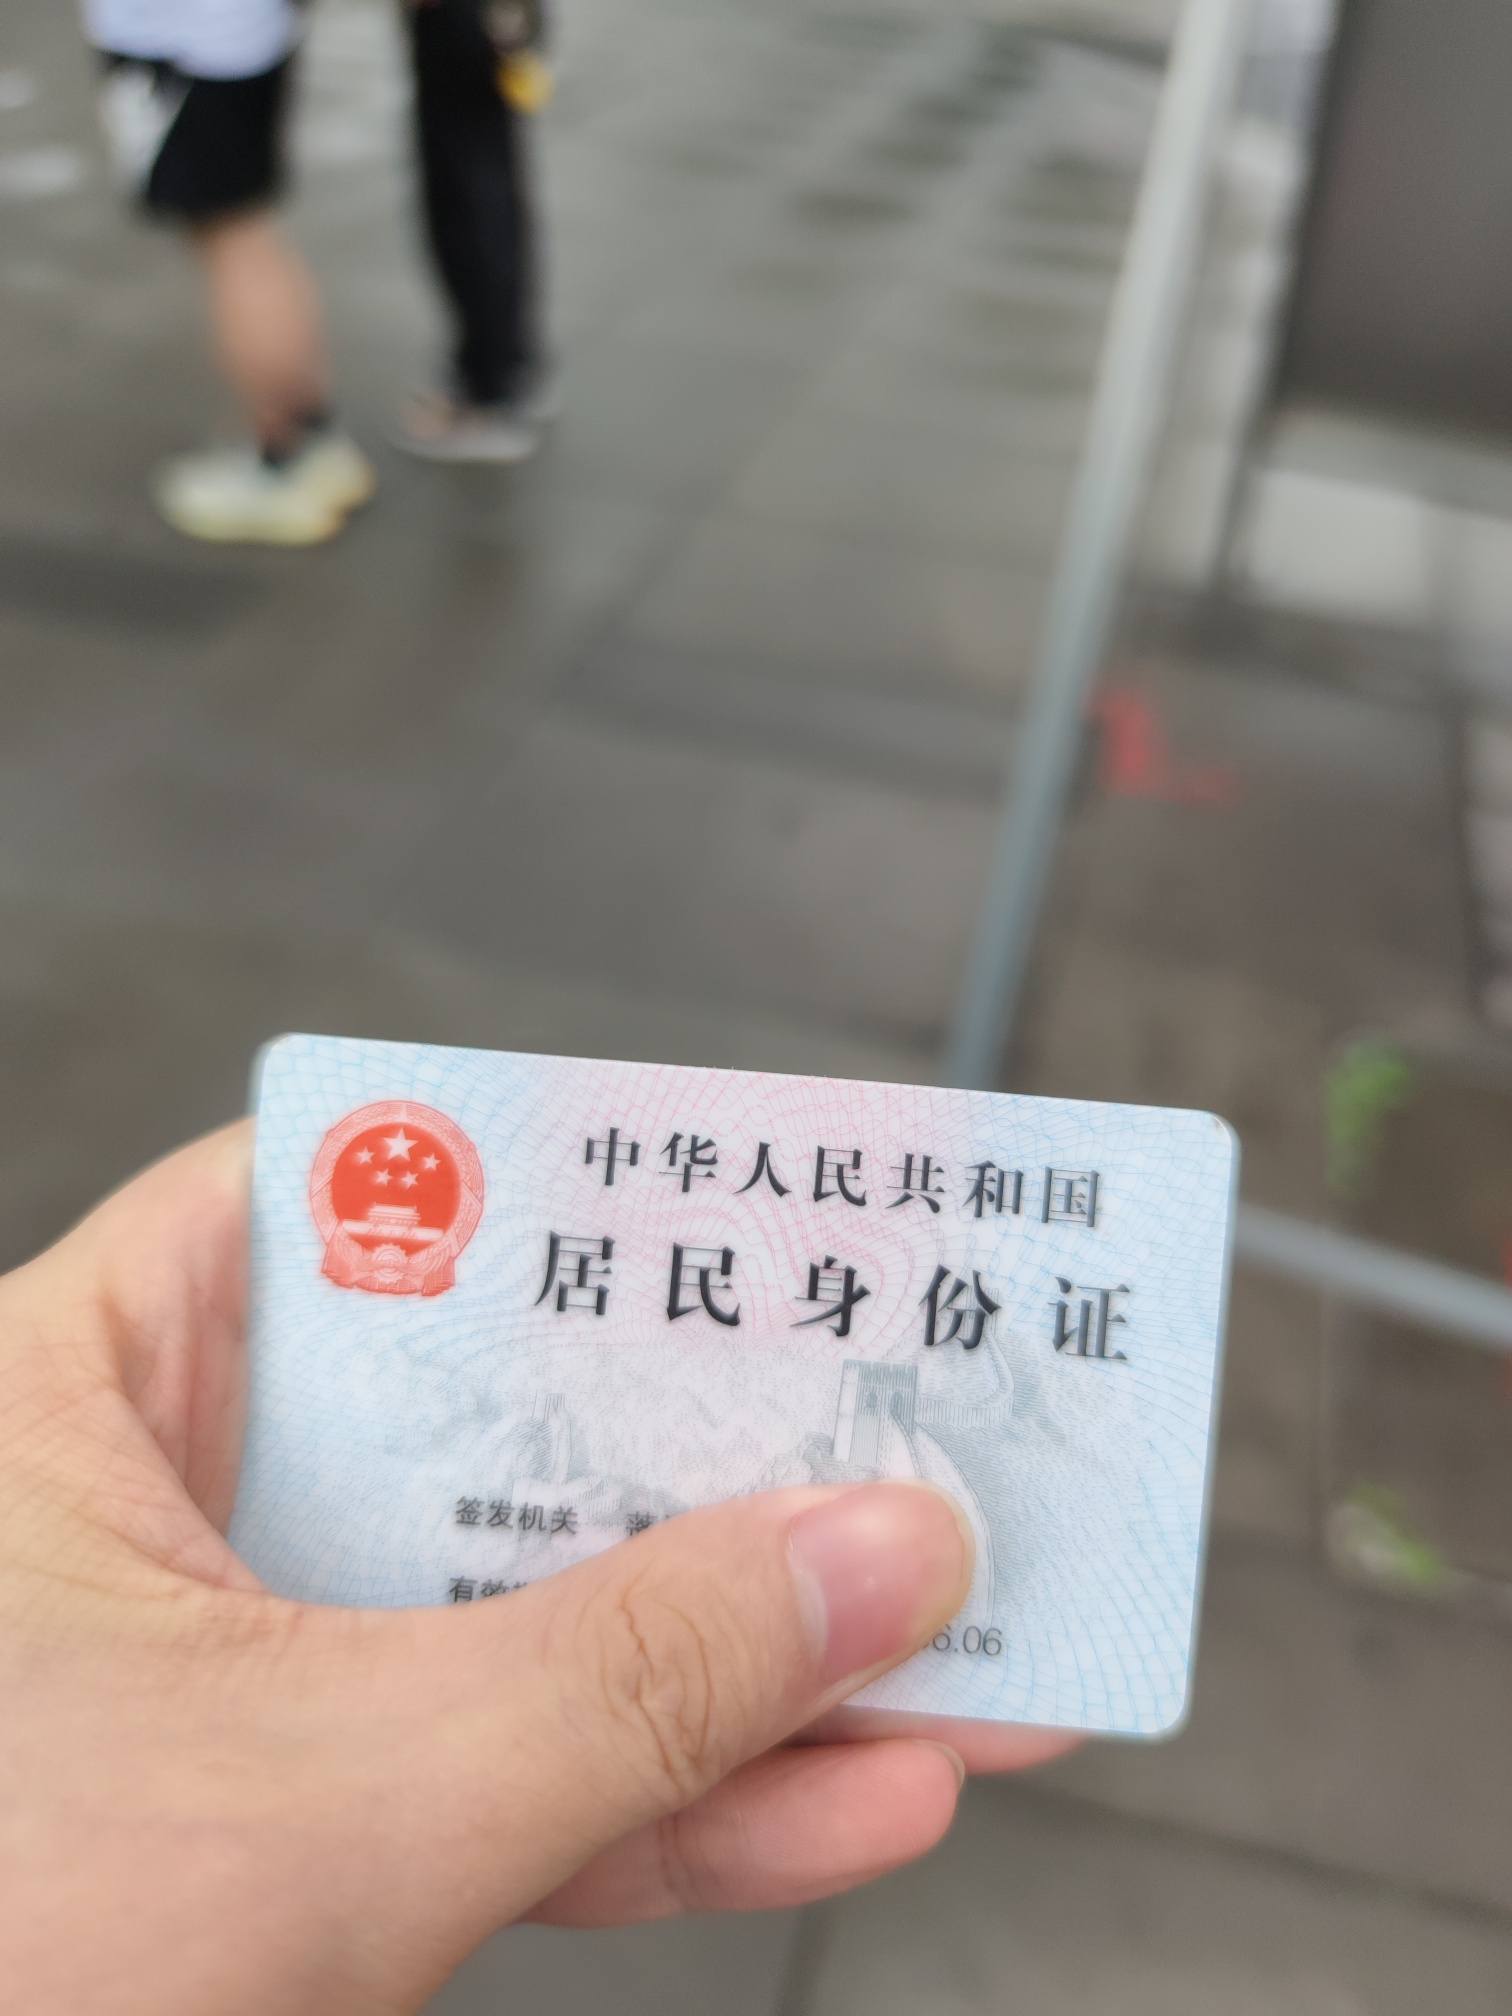 中华人民共和国
居民身份证
签发机关
有效
6.06